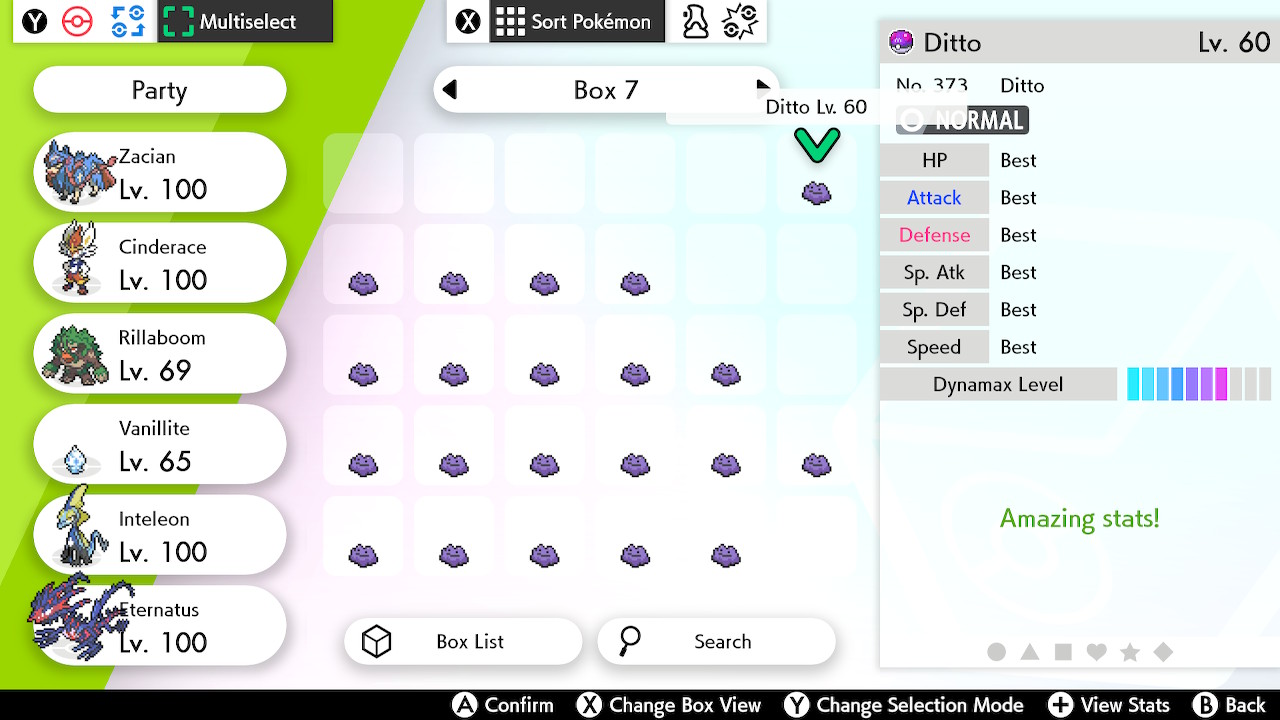 Y Multiselect
X Sort Pokémon
Ditto Lv. 60
Party
Box 7
Ditto Lv. 60
No. 373 Ditto
NORMAL
Zacian
Lv. 100
Cinderace
Lv. 100
Rillaboom
Lv. 69
Vanillite
Lv. 65
Inteleon
Lv. 100
Eternatus
Lv. 100
HP Best
Attack Best
Defense Best
Sp. Atk Best
Sp. Def Best
Speed Best
Dynamax Level
Amazing stats!
Box List
Search
A Confirm X Change Box View Y Change Selection Mode + View Stats B Back